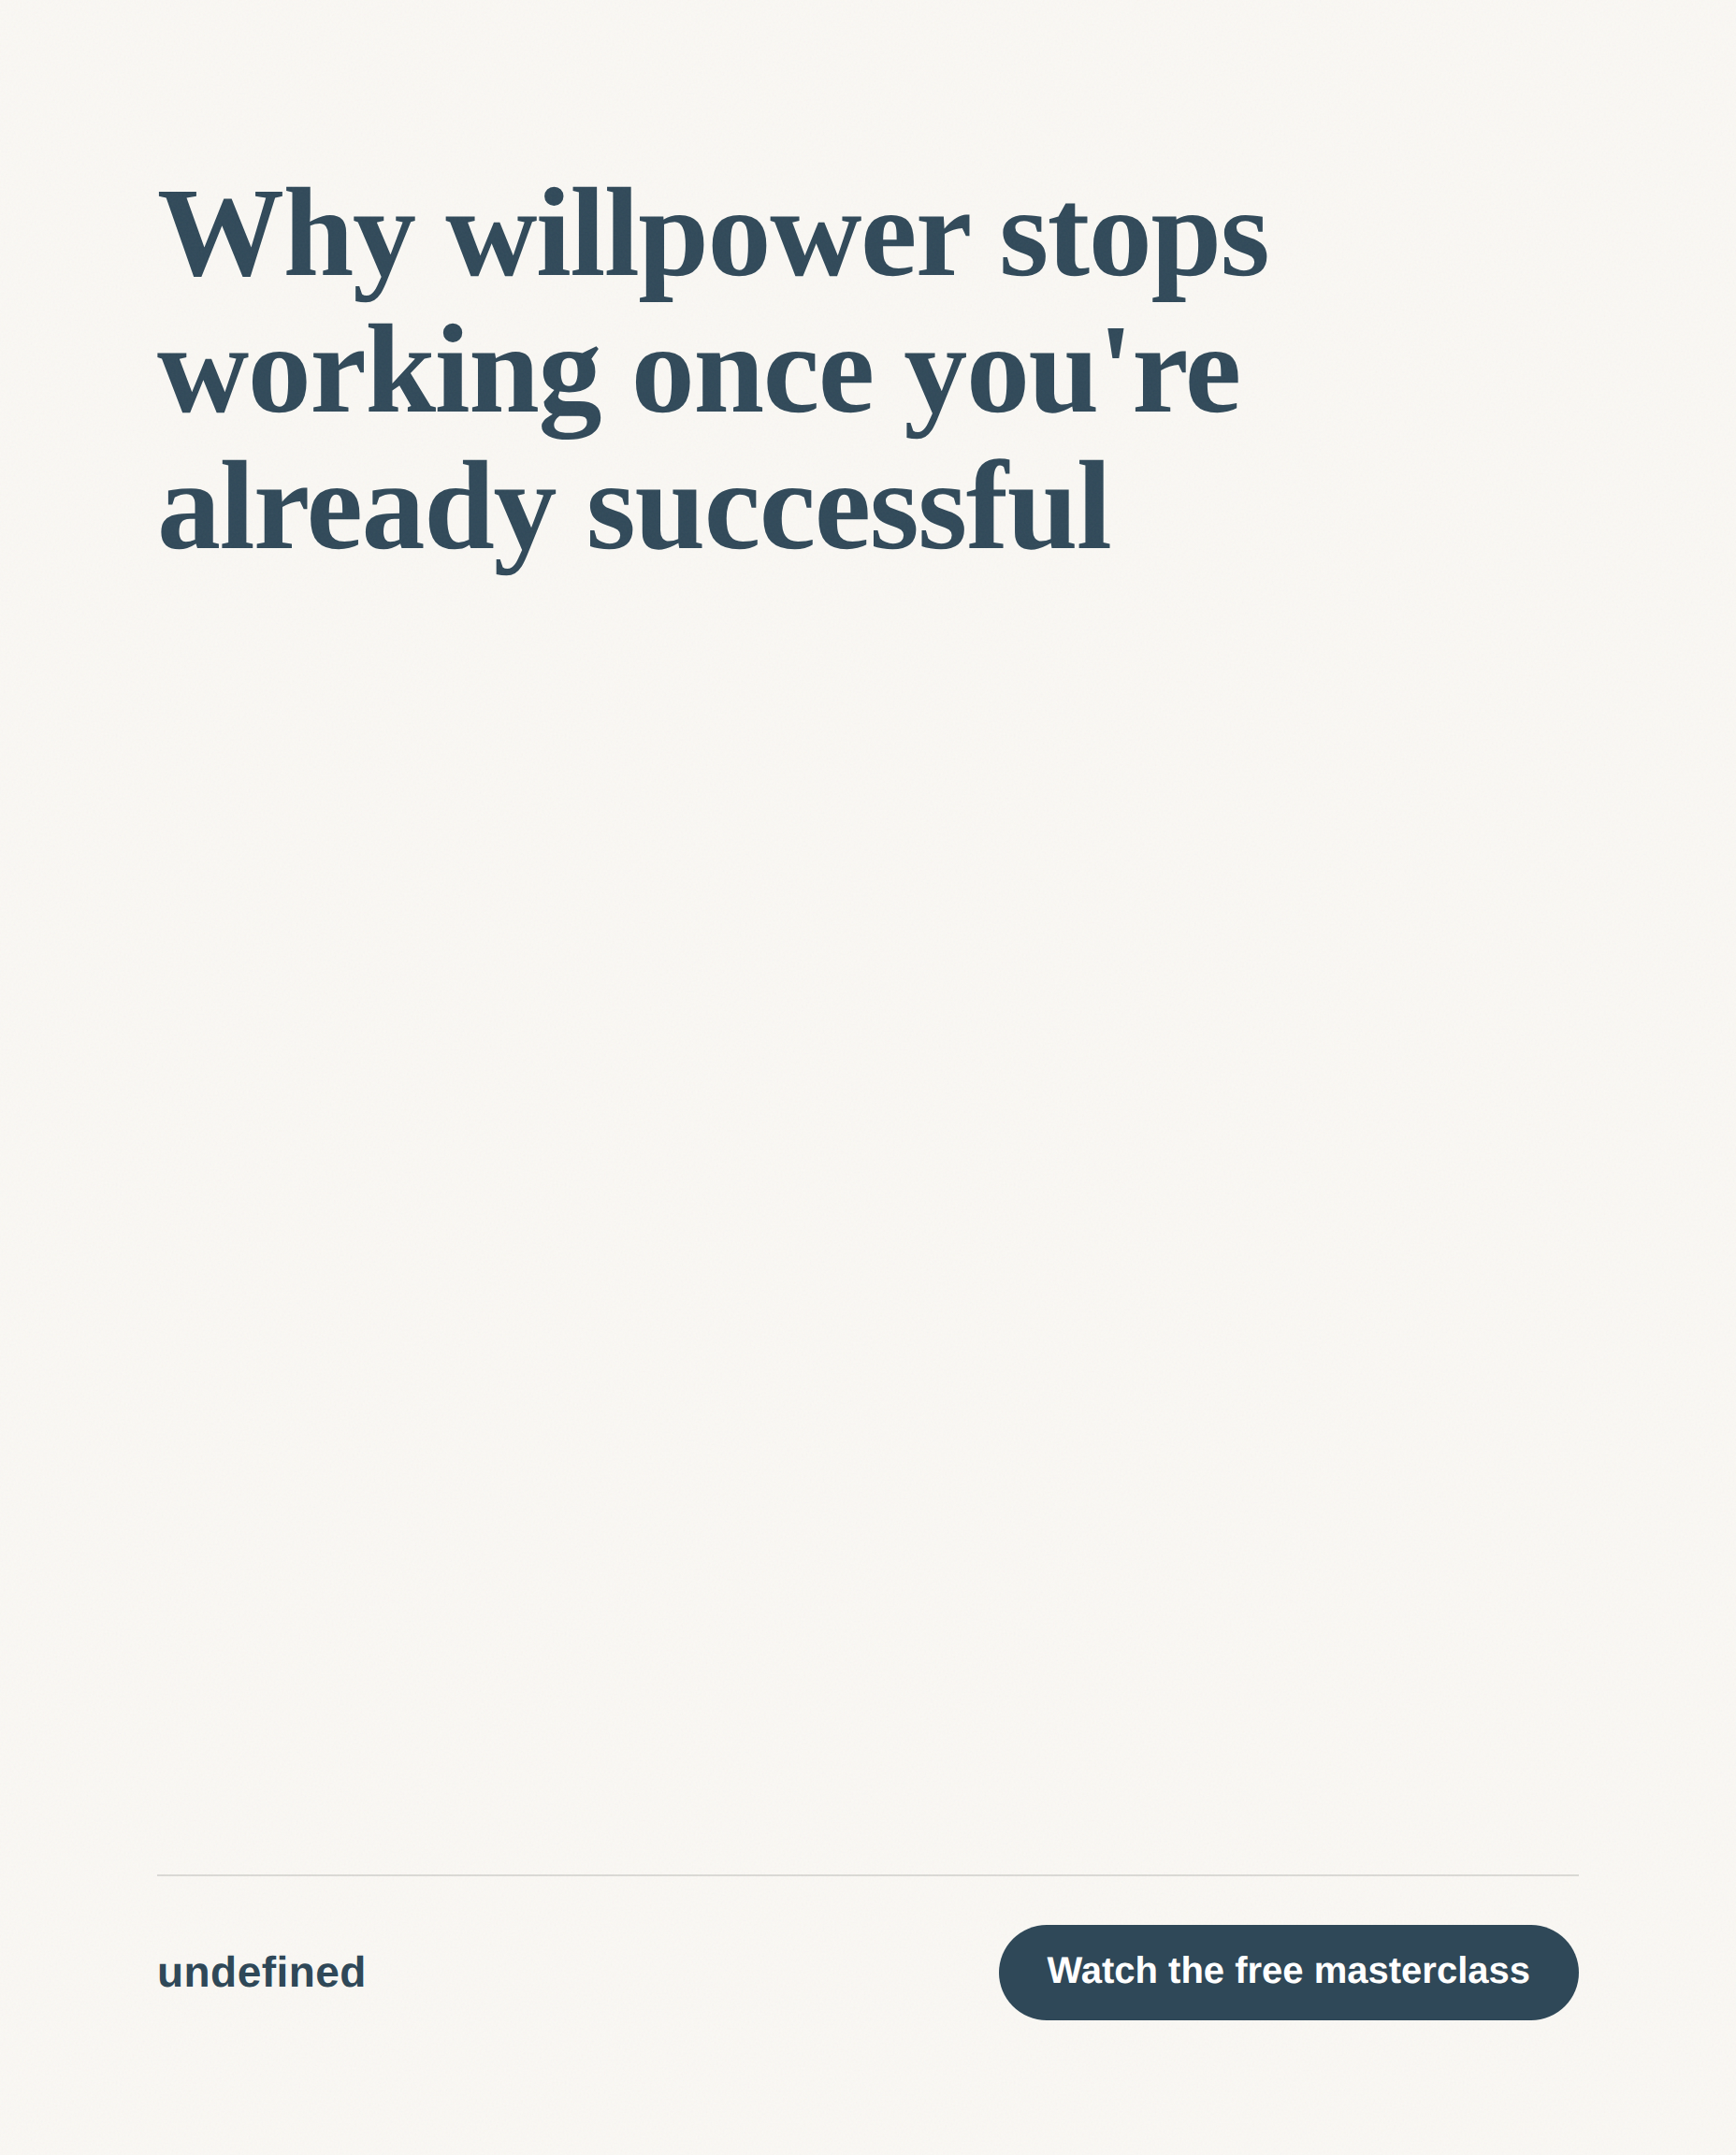 Why willpower stops
working once you're
already successful
undefined
Watch the free masterclass